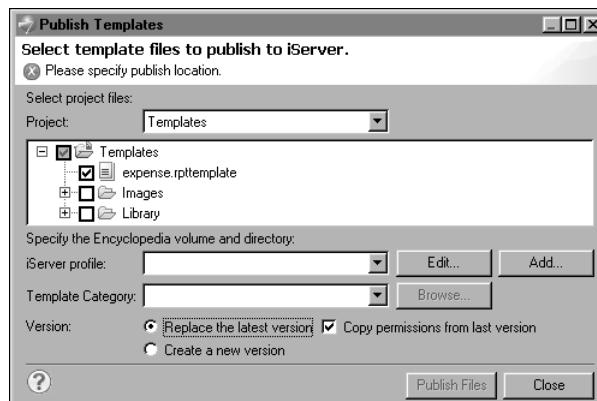 Publish Templates
Select template files to publish to iServer.
Please specify publish location.
Select project files:
Project: Templates
Templates
expense.rpttemplate
Images
Library
Specify the Encyclopedia volume and directory:
iServer profile: Edit... Add...
Template Category: Browse...
Version: Replace the latest version Copy permissions from last version
Create a new version
? Publish Files Close